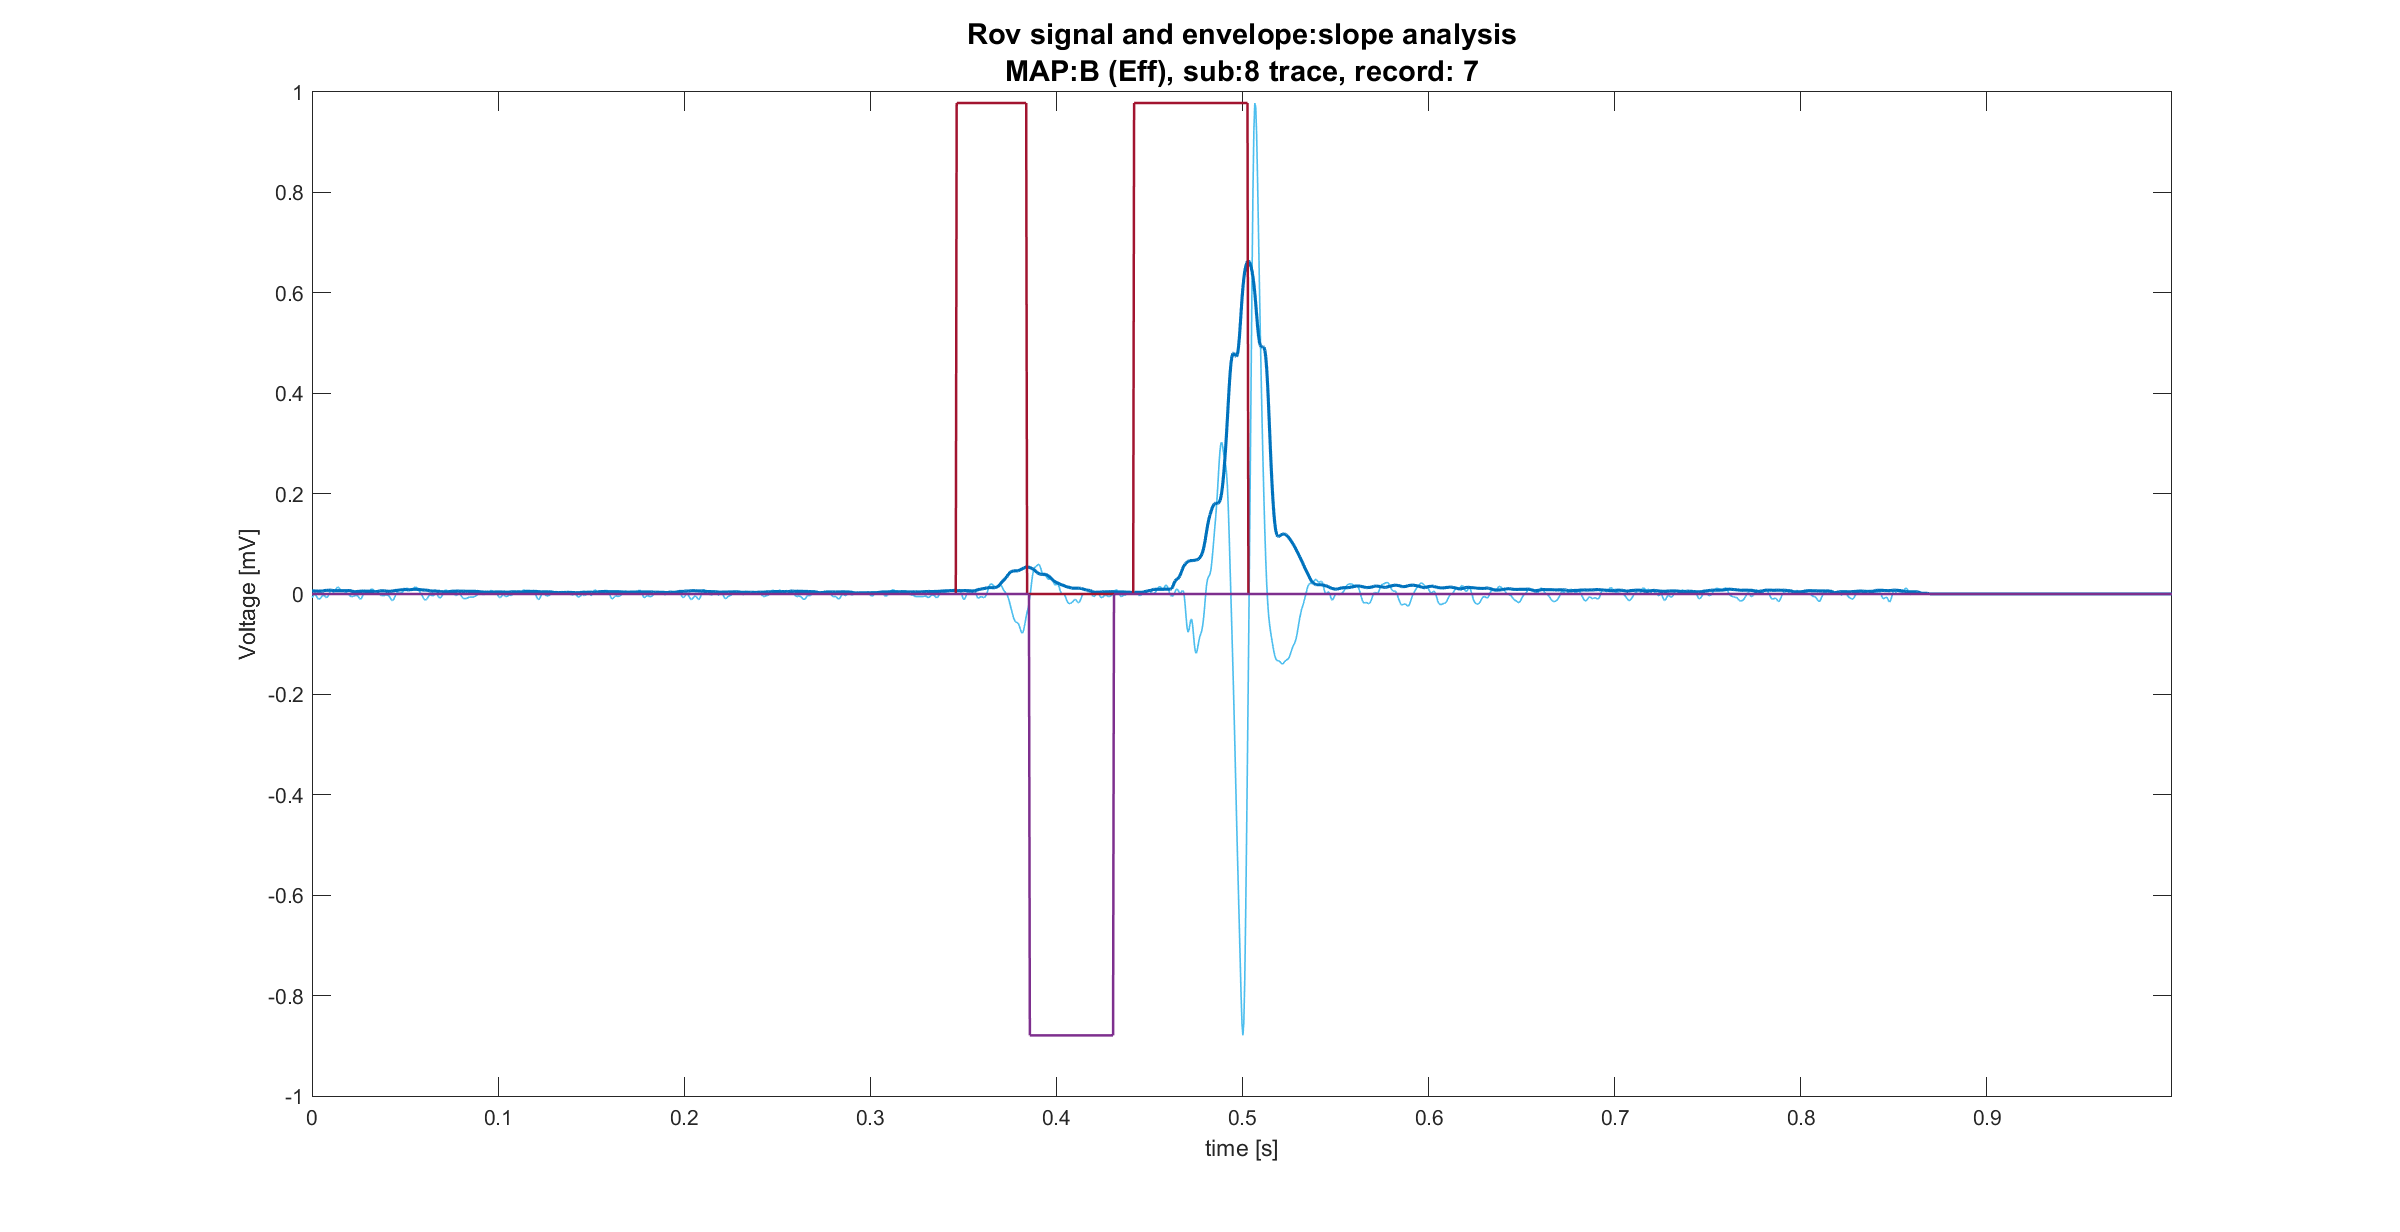 Rov signal and envelope:slope analysis
MAP:B (Eff), sub:8 trace, record: 7
1
0.8
0.6
0.4
0.2
0
-0.2
-0.4
-0.6
-0.8
-1
Voltage [mV]
0 0.1 0.2 0.3 0.4 0.5 0.6 0.7 0.8 0.9
time [s]